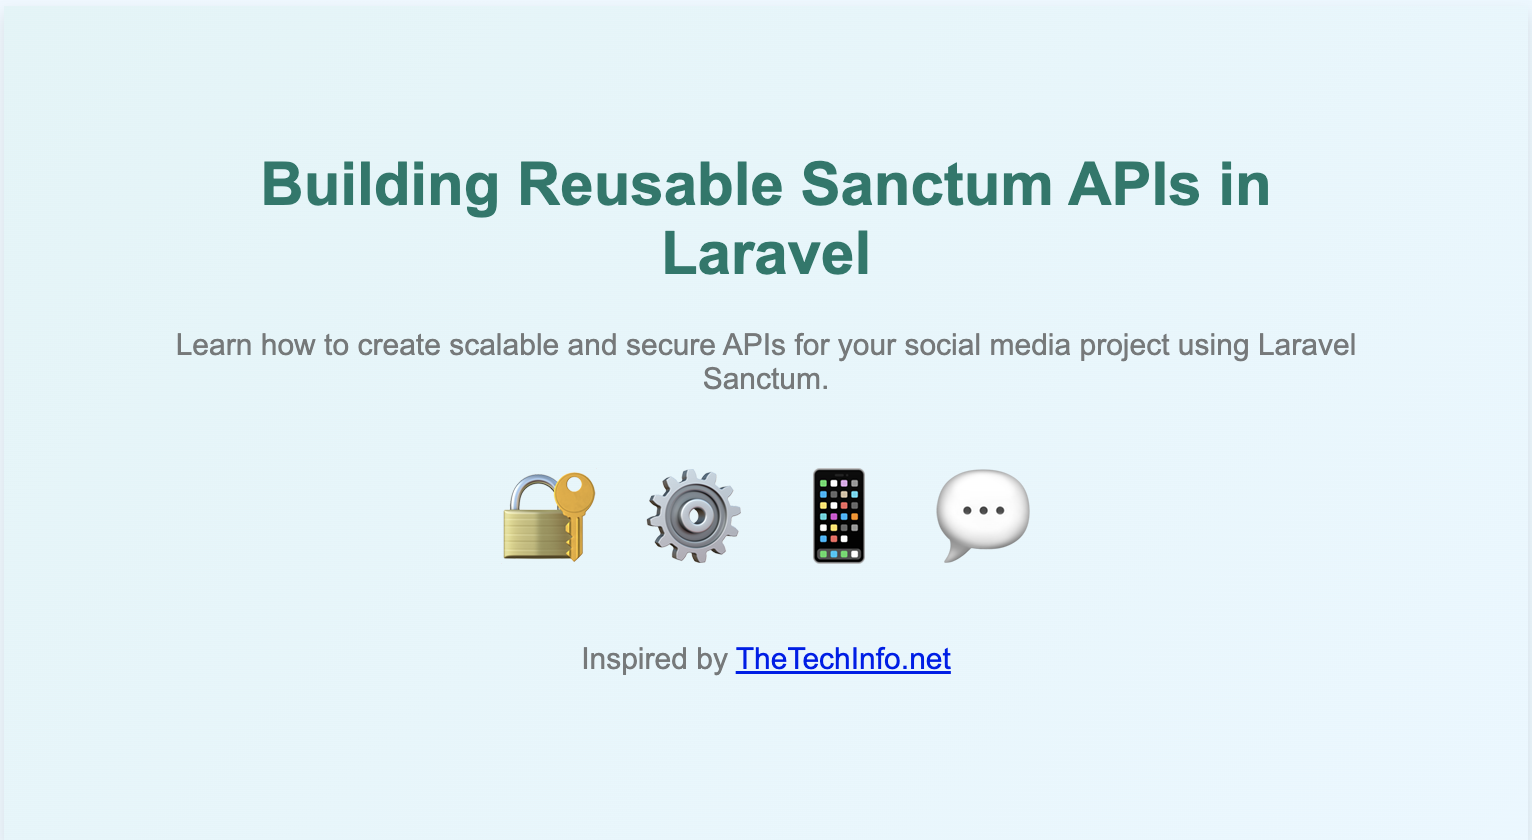 Building Reusable Sanctum APIs in
Laravel
Learn how to create scalable and secure APIs for your social media project using Laravel
Sanctum.
Inspired by TheTechInfo.net